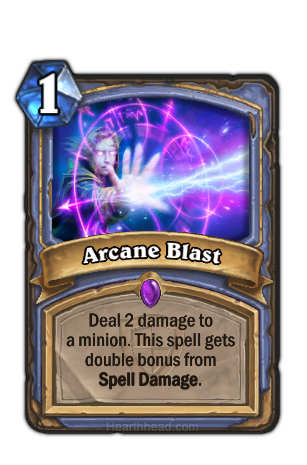 1
Arcane Blast
Deal 2 damage to
a minion. This spell gets
double bonus from
Spell Damage.
Hearthhead.com